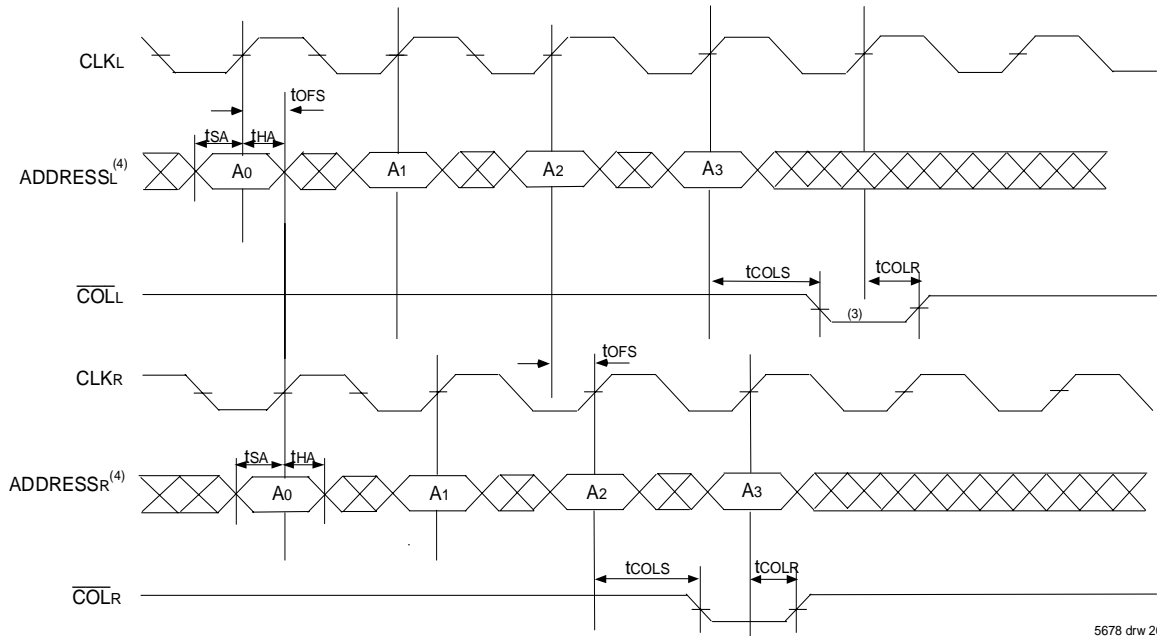 CLKL
tOFS
tSA tHA
ADDRESSL(4) A0 A1 A2 A3
tCOLS tCOLR
COLL (3)
tOFS
CLKR
tSA tHA
ADDRESSR(4) A0 A1 A2 A3
tCOLS tCOLR
COLR
5678 drw 20